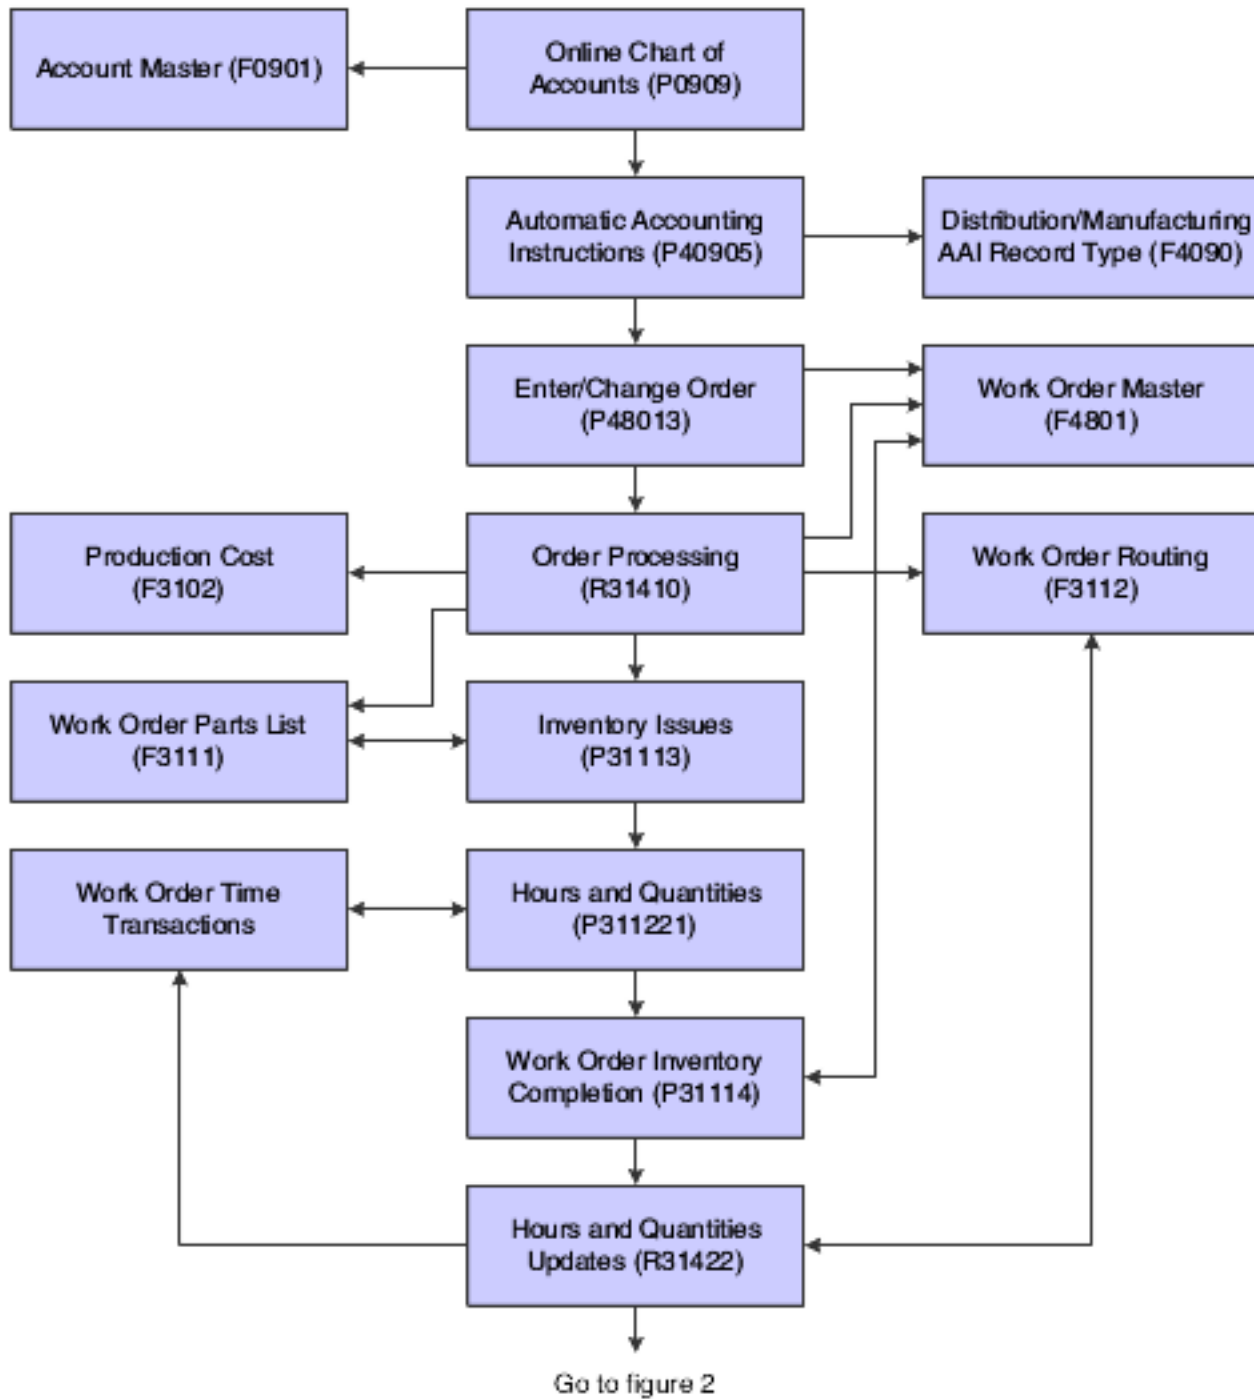 Account Master (F0901)
Online Chart of
Accounts (P0909)
Automatic Accounting
Instructions (P40905)
Distribution/Manufacturing
AAI Record Type (F4090)
Enter/Change Order
(P48013)
Work Order Master
(F4801)
Production Cost
(F3102)
Order Processing
(R31410)
Work Order Routing
(F3112)
Work Order Parts List
(F3111)
Inventory Issues
(P31113)
Work Order Time
Transactions
Hours and Quantities
(P311221)
Work Order Inventory
Completion (P31114)
Hours and Quantities
Updates (R31422)
Go to figure 2